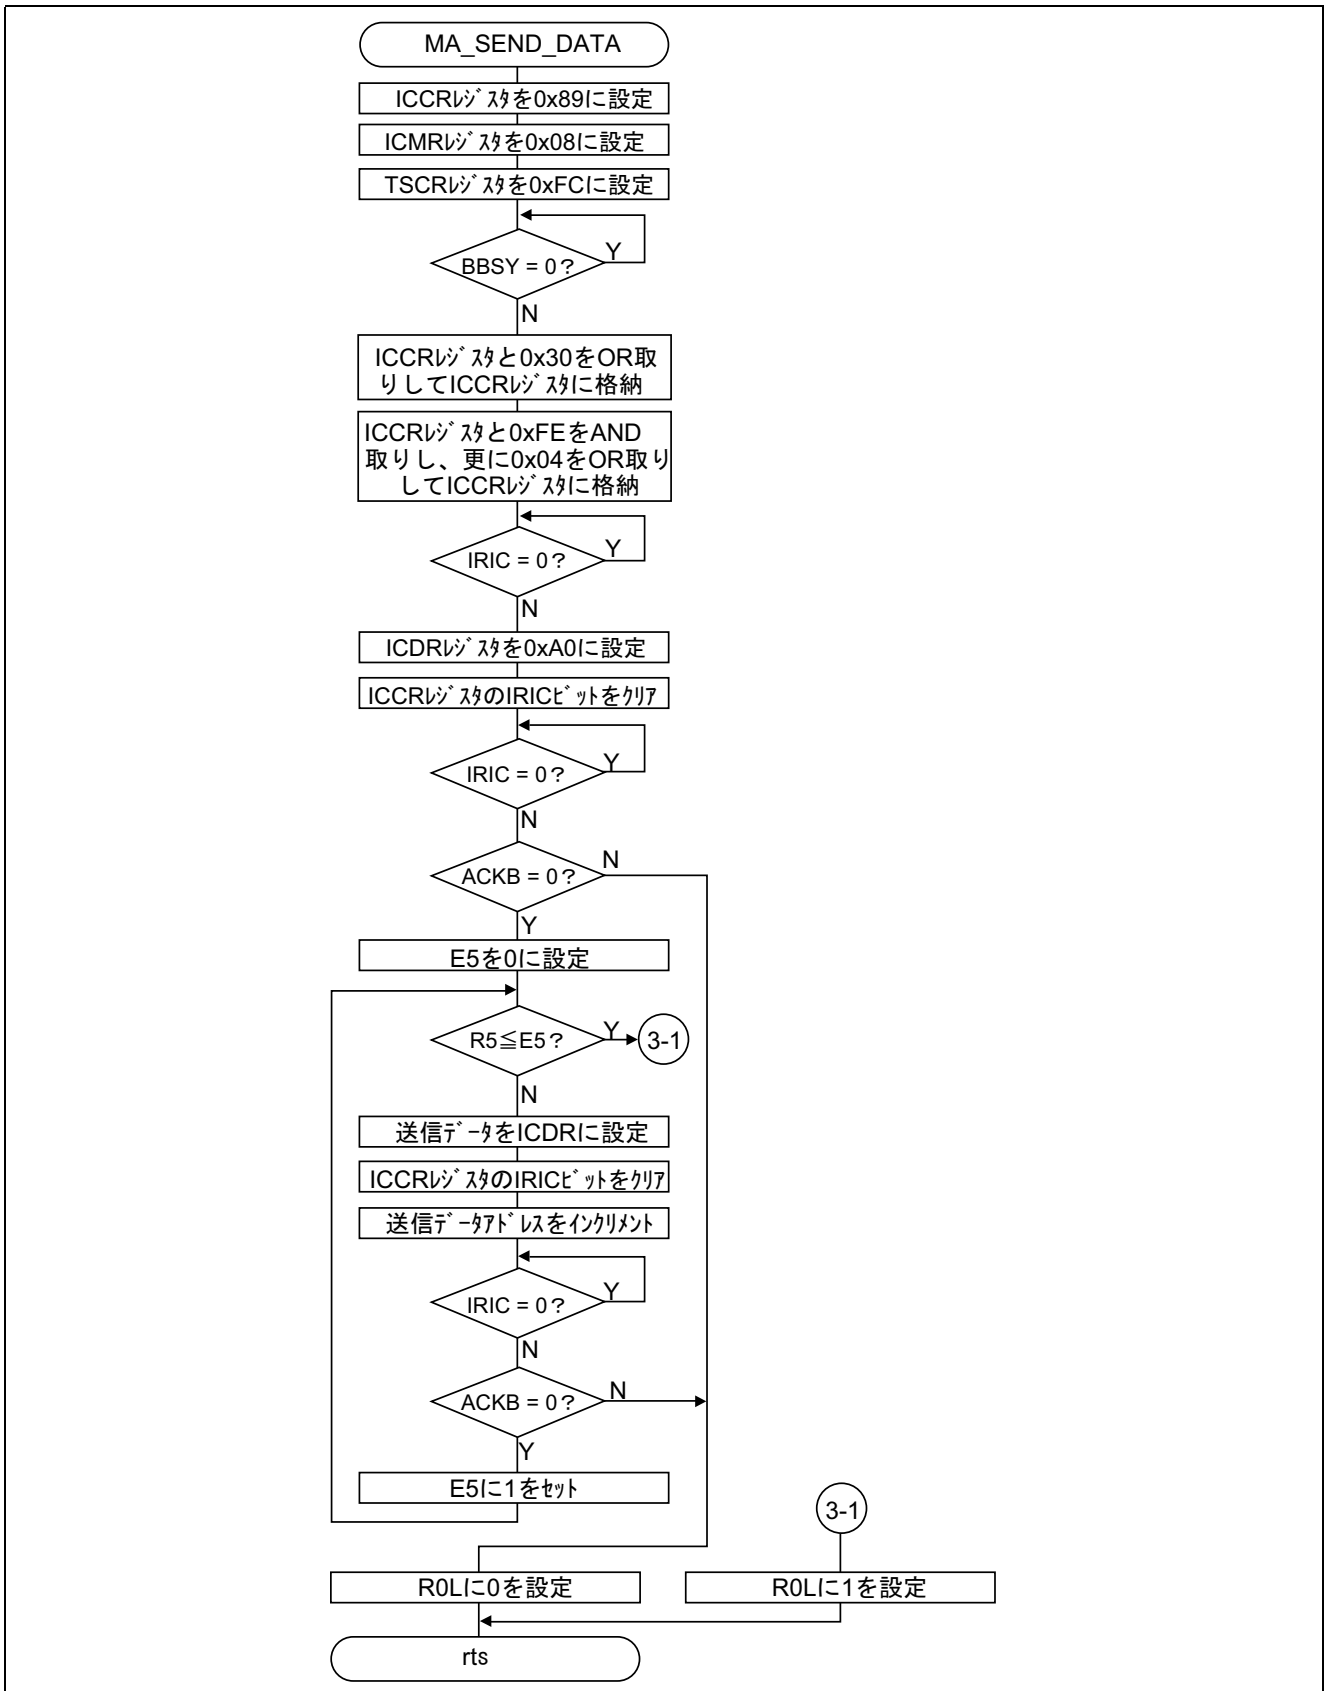 MA_SEND_DATA
ICCRﾚｼﾞｽﾀを0x89に設定
ICMRﾚｼﾞｽﾀを0x08に設定
TSCRﾚｼﾞｽﾀを0xFCに設定
BBSY = 0？
Y
N
ICCRﾚｼﾞｽﾀと0x30をOR取
りしてICCRﾚｼﾞｽﾀに格納
ICCRﾚｼﾞｽﾀと0xFEをAND
取りし、更に0x04をOR取り
してICCRﾚｼﾞｽﾀに格納
IRIC = 0？
Y
N
ICDRﾚｼﾞｽﾀを0xA0に設定
ICCRﾚｼﾞｽﾀのIRICﾋﾞｯﾄをｸﾘｱ
IRIC = 0？
Y
N
ACKB = 0？
N
Y
E5を0に設定
R5≦E5？
Y
3-1
N
送信ﾃﾞｰﾀをICDRに設定
ICCRﾚｼﾞｽﾀのIRICﾋﾞｯﾄをｸﾘｱ
送信ﾃﾞｰﾀｱﾄﾞﾚｽをｲﾝｸﾘﾒﾝﾄ
IRIC = 0？
Y
N
ACKB = 0？
N
Y
E5に1をｾｯﾄ
3-1
R0Lに0を設定
R0Lに1を設定
rts